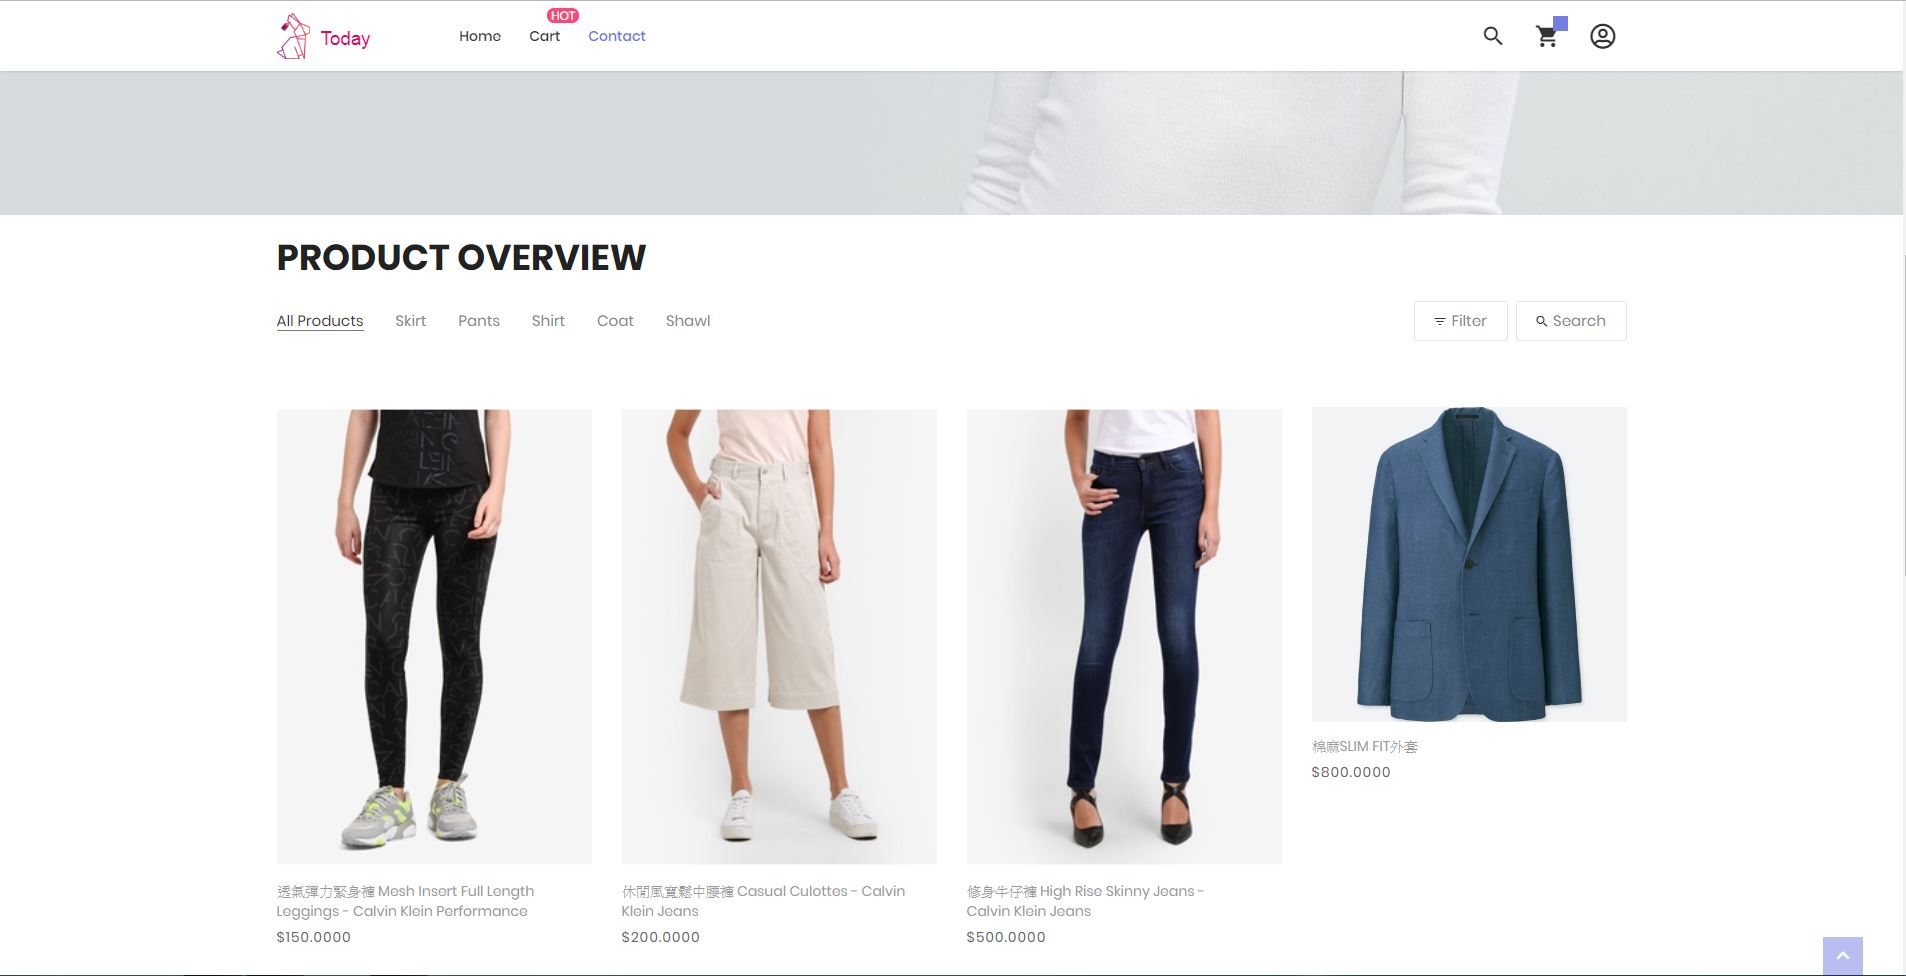 Today
Home
Cart
HOT
Contact
PRODUCT OVERVIEW
All Products
Skirt
Pants
Shirt
Coat
Shawl
Filter
Search
透氣彈力緊身褲 Mesh Insert Full Length
Leggings - Calvin Klein Performance
$150.0000
休閒風寬鬆中腰褲 Casual Culottes - Calvin
Klein Jeans
$200.0000
修身牛仔褲 High Rise Skinny Jeans -
Calvin Klein Jeans
$500.0000
棉麻SLIM FIT外套
$800.0000